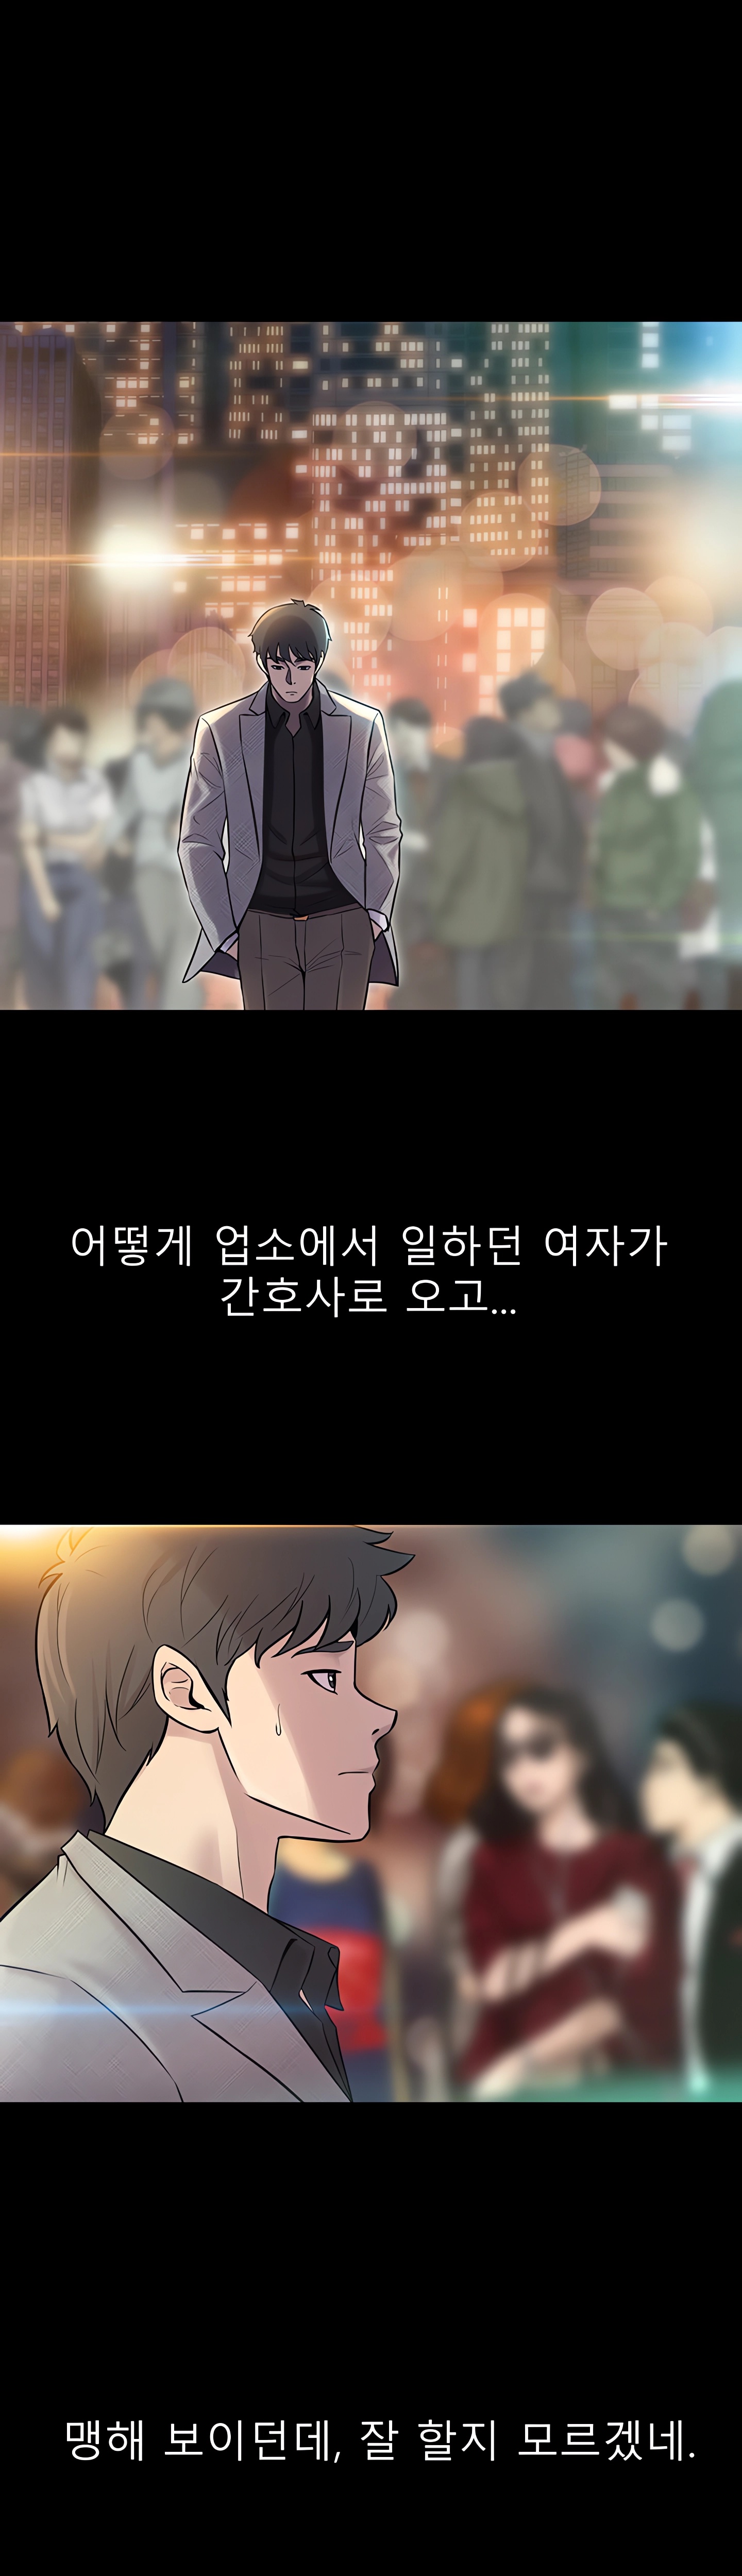 어떻게 업소에서 일하던 여자가
간호사로 오고...
맹해 보이던데, 잘 할지 모르겠네.